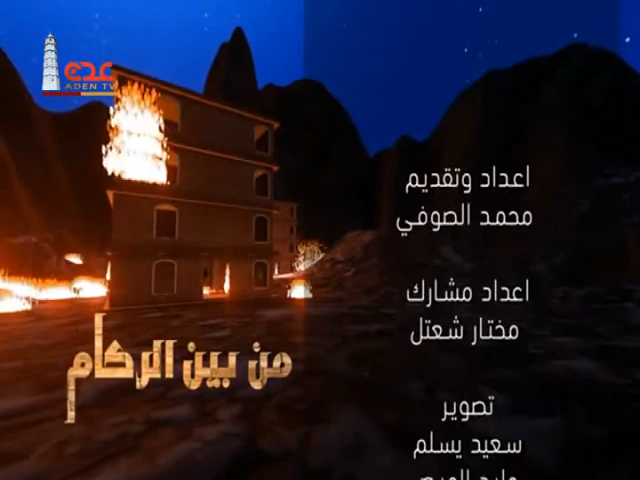 عدن
ADEN TV
اعداد وتقديم
محمد الصوفي
اعداد مشارك
مختار شعتل
من بين الركام
تصوير
سعيد يسلم